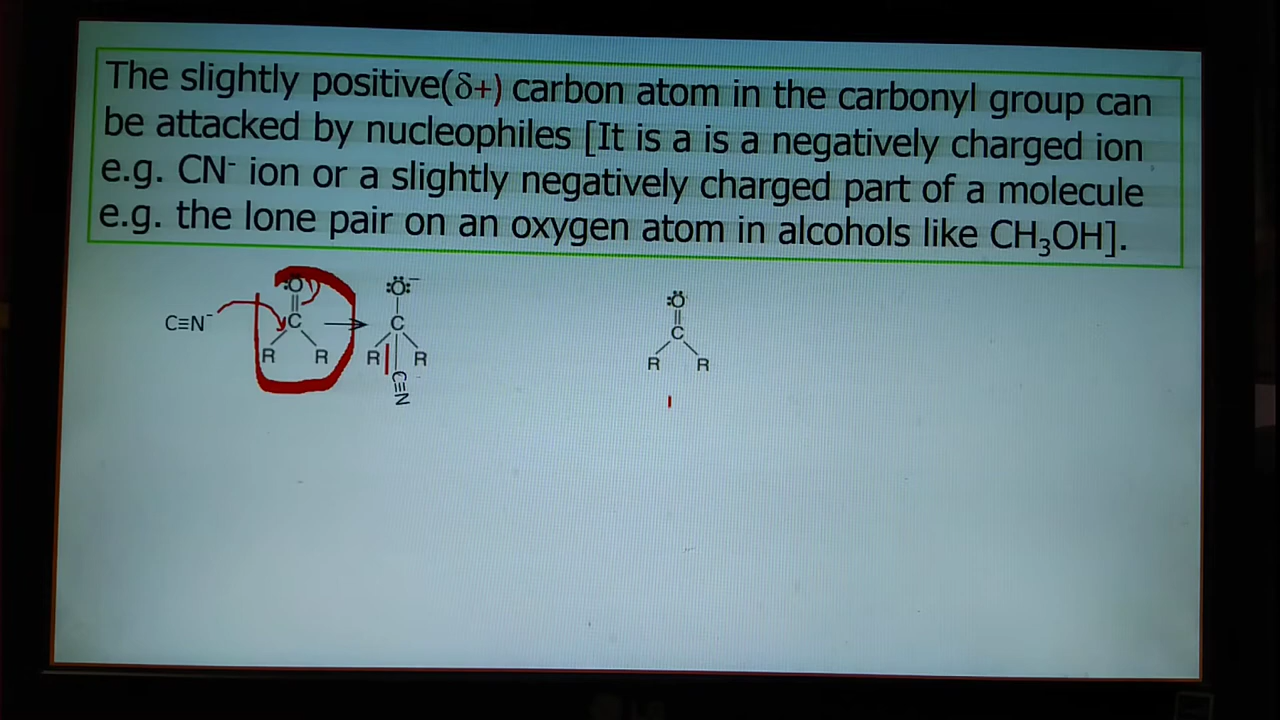 The slightly positive(δ+) carbon atom in the carbonyl group can
be attacked by nucleophiles [It is a is a negatively charged ion
e.g. CN⁻ ion or a slightly negatively charged part of a molecule
e.g. the lone pair on an oxygen atom in alcohols like CH₃OH].
:Ö :Ö:⁻ :Ö
C≡N⁻ C C C
R R R R R R
C≡N